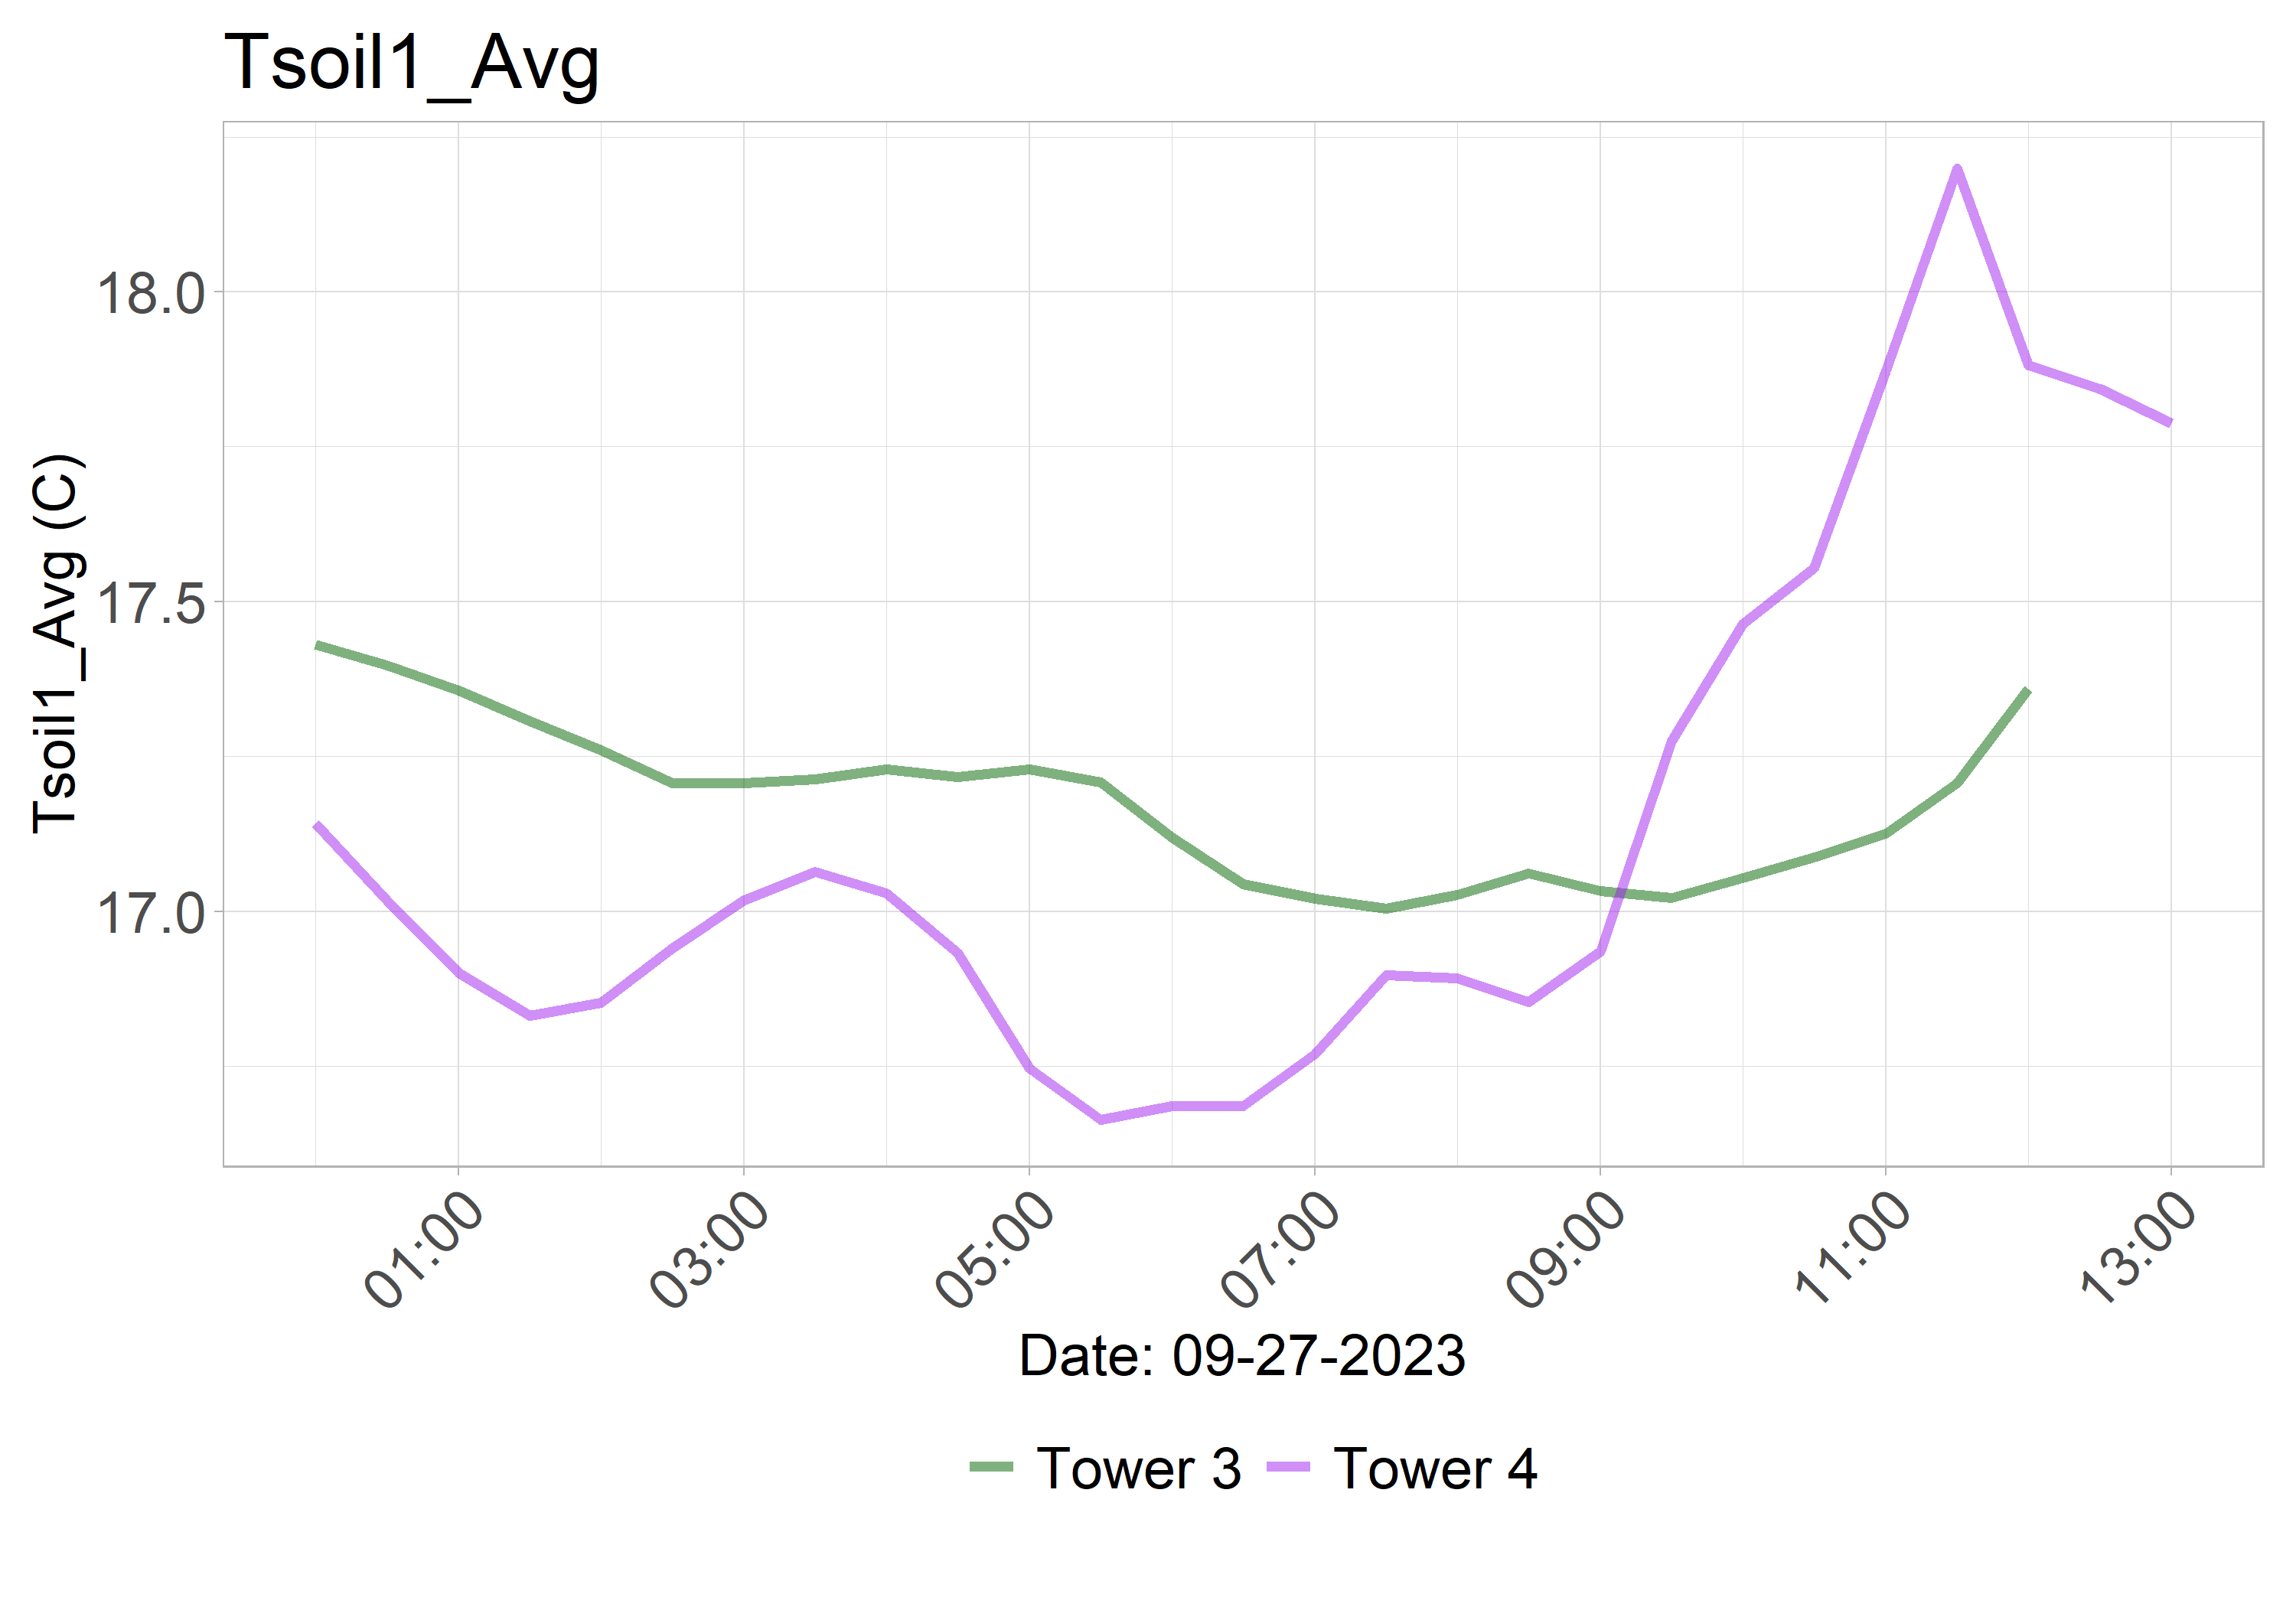 Tsoil1_Avg
Tsoil1_Avg (C)
18.0
17.5
17.0
01:00 03:00 05:00 07:00 09:00 11:00 13:00
Date: 09-27-2023
Tower 3 Tower 4